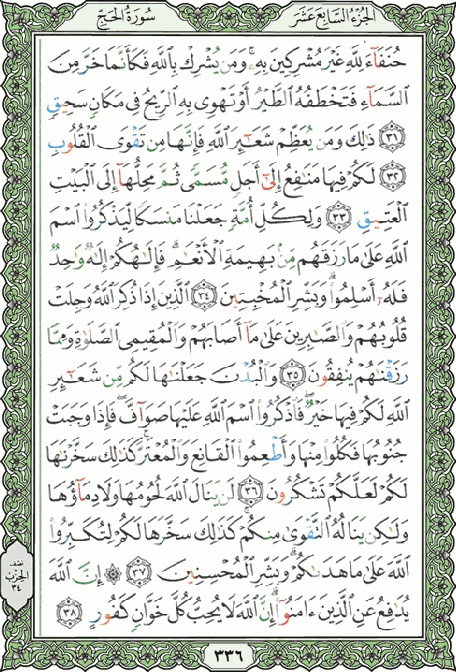 الجزء السابع عشر
سورة الحج
حُنَفَآءَ لِلَّهِ غَيْرَ مُشْرِكِينَ بِهِۦ ۚ وَمَن يُشْرِكْ بِٱللَّهِ فَكَأَنَّمَا خَرَّ مِنَ
ٱلسَّمَآءِ فَتَخْطَفُهُ ٱلطَّيْرُ أَوْ تَهْوِى بِهِ ٱلرِّيحُ فِى مَكَانٍ سَحِيقٍ
٣١ ذَٰلِكَ وَمَن يُعَظِّمْ شَعَٰٓئِرَ ٱللَّهِ فَإِنَّهَا مِن تَقْوَى ٱلْقُلُوبِ
٣٢ لَكُمْ فِيهَا مَنَٰفِعُ إِلَىٰٓ أَجَلٍ مُّسَمًّى ثُمَّ مَحِلُّهَآ إِلَى ٱلْبَيْتِ
ٱلْعَتِيقِ ٣٣ وَلِكُلِّ أُمَّةٍ جَعَلْنَا مَنسَكًا لِّيَذْكُرُوا۟ ٱسْمَ
ٱللَّهِ عَلَىٰ مَا رَزَقَهُم مِّنۢ بَهِيمَةِ ٱلْأَنْعَٰمِ ۗ فَإِلَٰهُكُمْ إِلَٰهٌ وَٰحِدٌ
فَلَهُۥٓ أَسْلِمُوا۟ ۗ وَبَشِّرِ ٱلْمُخْبِتِينَ ٣٤ ٱلَّذِينَ إِذَا ذُكِرَ ٱللَّهُ وَجِلَتْ
قُلُوبُهُمْ وَٱلصَّٰبِرِينَ عَلَىٰ مَآ أَصَابَهُمْ وَٱلْمُقِيمِى ٱلصَّلَوٰةِ وَمِمَّا
رَزَقْنَٰهُمْ يُنفِقُونَ ٣٥ وَٱلْبُدْنَ جَعَلْنَٰهَا لَكُم مِّن شَعَٰٓئِرِ
ٱللَّهِ لَكُمْ فِيهَا خَيْرٌ ۖ فَٱذْكُرُوا۟ ٱسْمَ ٱللَّهِ عَلَيْهَا صَوَآفَّ ۖ فَإِذَا وَجَبَتْ
جُنُوبُهَا فَكُلُوا۟ مِنْهَا وَأَطْعِمُوا۟ ٱلْقَانِعَ وَٱلْمُعْتَرَّ ۚ كَذَٰلِكَ سَخَّرْنَٰهَا
لَكُمْ لَعَلَّكُمْ تَشْكُرُونَ ٣٦ لَن يَنَالَ ٱللَّهَ لُحُومُهَا وَلَا دِمَآؤُهَا
وَلَٰكِن يَنَالُهُ ٱلتَّقْوَىٰ مِنكُمْ ۚ كَذَٰلِكَ سَخَّرَهَا لَكُمْ لِتُكَبِّرُوا۟
ٱللَّهَ عَلَىٰ مَا هَدَىٰكُمْ ۗ وَبَشِّرِ ٱلْمُحْسِنِينَ ٣٧ ۞ إِنَّ ٱللَّهَ
يُدَٰفِعُ عَنِ ٱلَّذِينَ ءَامَنُوٓا۟ ۗ إِنَّ ٱللَّهَ لَا يُحِبُّ كُلَّ خَوَّانٍ كَفُورٍ ٣٨
نصف
الحزب
٣٤
٣٣٦